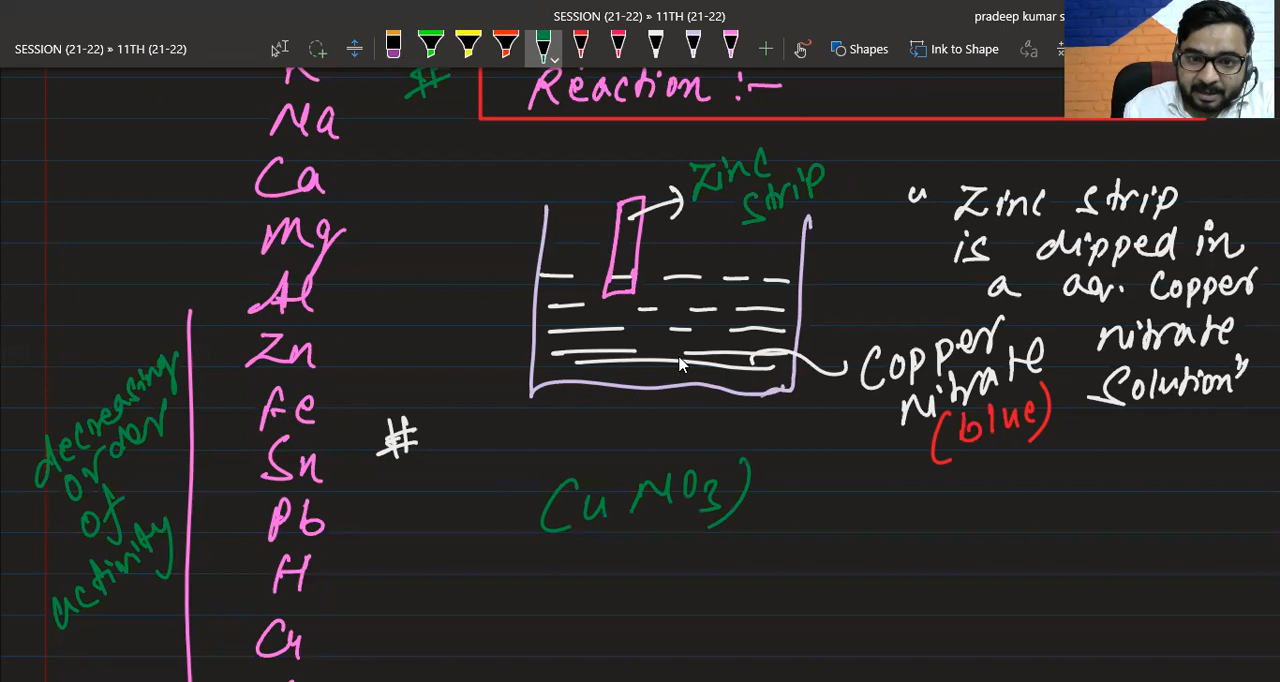 SESSION (21-22) » 11TH (21-22)
pradeep kumar s
SESSION (21-22) » 11TH (21-22)
Shapes
Ink to Shape
#
Reaction :-
Na
Ca
Mg
Al
Zn
Fe
Sn
Pb
H
Cu
decreasing
order
of
activity
#
Zinc
strip
" Zinc strip
is dipped in
a aq. Copper
nitrate
Solution"
Copper
nitrate
(blue)
(Cu NO3)